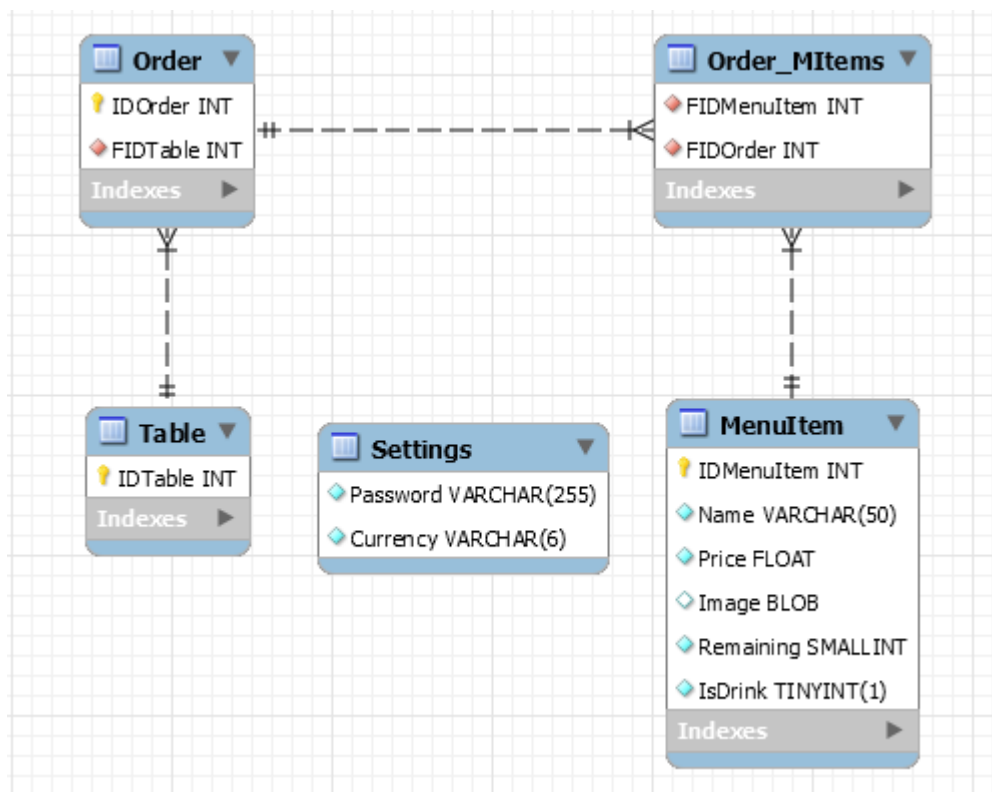 Order
IDOrder INT
FIDTable INT
Indexes
Order_MItems
FIDMenuItem INT
FIDOrder INT
Indexes
Table
IDTable INT
Indexes
Settings
Password VARCHAR(255)
Currency VARCHAR(6)
MenuItem
IDMenuItem INT
Name VARCHAR(50)
Price FLOAT
Image BLOB
Remaining SMALLINT
IsDrink TINYINT(1)
Indexes